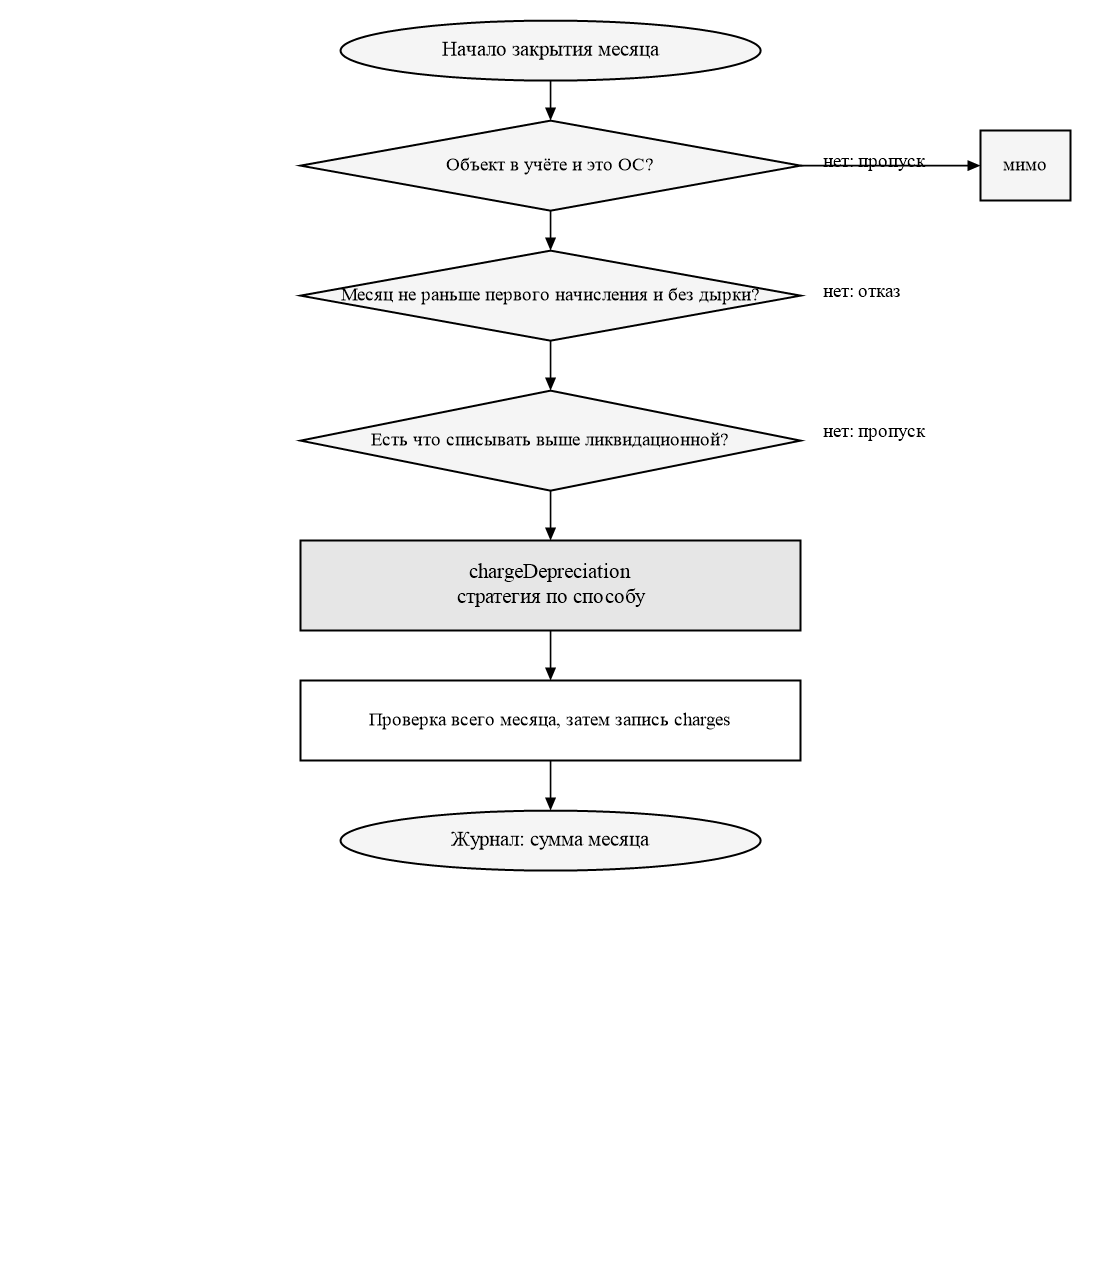 Начало закрытия месяца
Объект в учёте и это ОС?
нет: пропуск
мимо
Месяц не раньше первого начисления и без дырки?
нет: отказ
Есть что списывать выше ликвидационной?
нет: пропуск
chargeDepreciation
стратегия по способу
Проверка всего месяца, затем запись charges
Журнал: сумма месяца